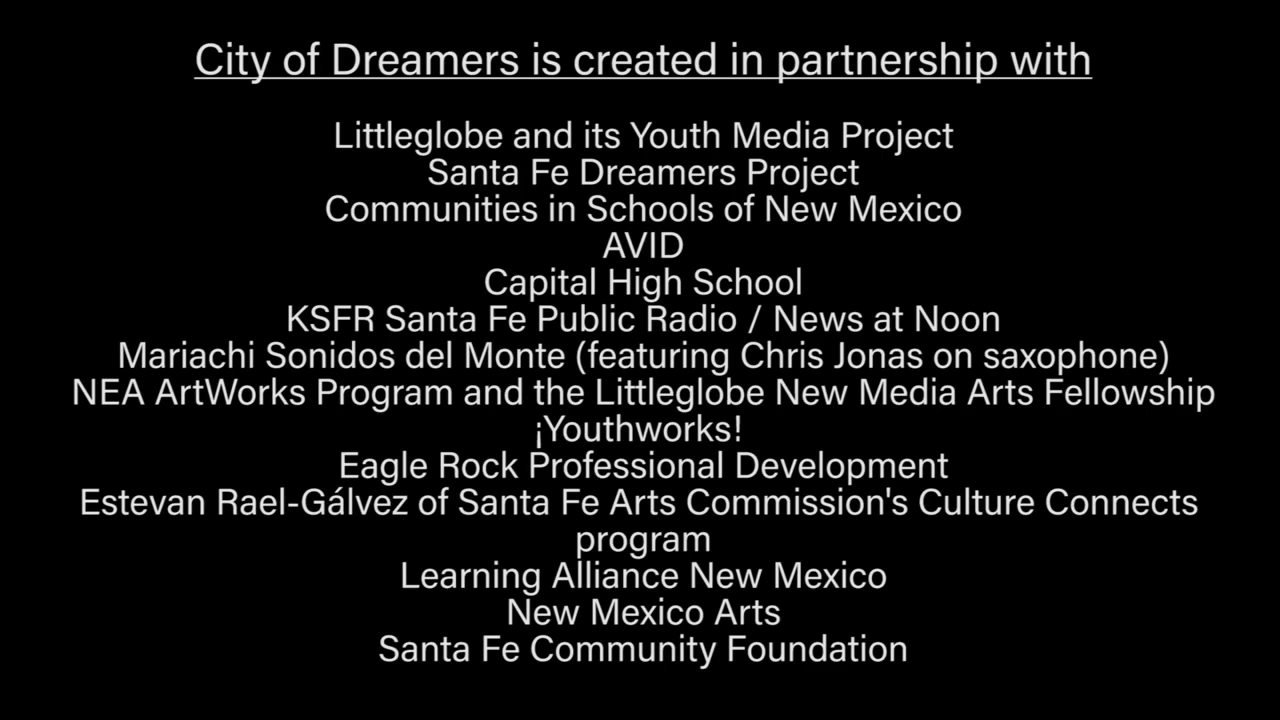 City of Dreamers is created in partnership with
Littleglobe and its Youth Media Project
Santa Fe Dreamers Project
Communities in Schools of New Mexico
AVID
Capital High School
KSFR Santa Fe Public Radio / News at Noon
Mariachi Sonidos del Monte (featuring Chris Jonas on saxophone)
NEA ArtWorks Program and the Littleglobe New Media Arts Fellowship
¡Youthworks!
Eagle Rock Professional Development
Estevan Rael-Gálvez of Santa Fe Arts Commission's Culture Connects
program
Learning Alliance New Mexico
New Mexico Arts
Santa Fe Community Foundation